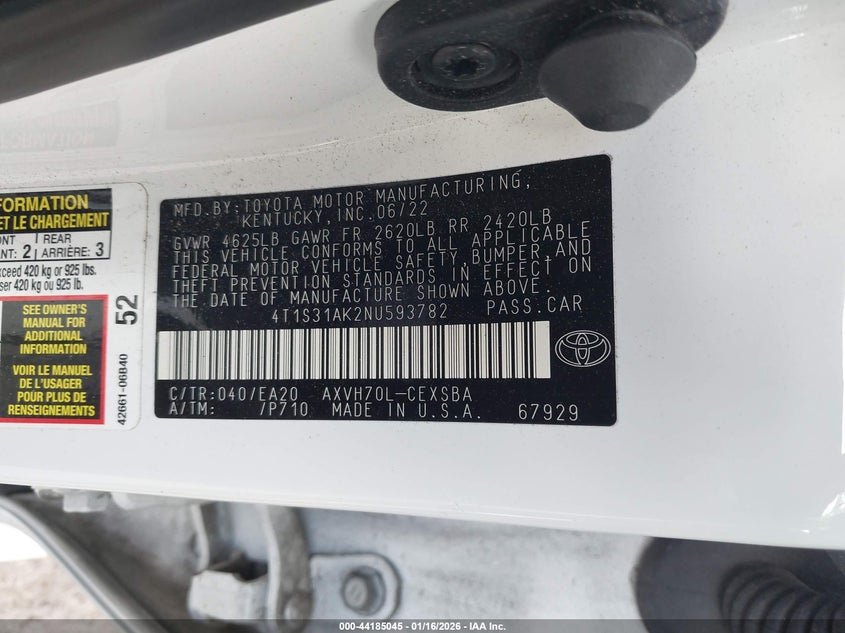 FORMATION
ET LE CHARGEMENT
REAR
2 ARRIÈRE: 3
exceed 420 kg or 925 lbs.
ser 420 kg ou 925 lb.
SEE OWNER'S
MANUAL FOR
ADDITIONAL
INFORMATION
VOIR LE MANUEL
DE L'USAGER
POUR PLUS DE
RENSEIGNEMENTS
52
42661-06B40
MFD.BY:TOYOTA MOTOR MANUFACTURING,
KENTUCKY, INC.06/22
GVWR 4625LB GAWR FR 2620LB RR 2420LB
THIS VEHICLE CONFORMS TO ALL APPLICABLE
FEDERAL MOTOR VEHICLE SAFETY,BUMPER,AND
THEFT PREVENTION STANDARDS IN EFFECT ON
THE DATE OF MANUFACTURE SHOWN ABOVE.
4T1S31AK2NU593782 PASS.CAR
C/TR:040/EA20 AXVH70L-CEXSBA
A/TM: /P710 MADE IN U.S.A. 67929
000-44185045 - 01/16/2026 - IAA Inc.